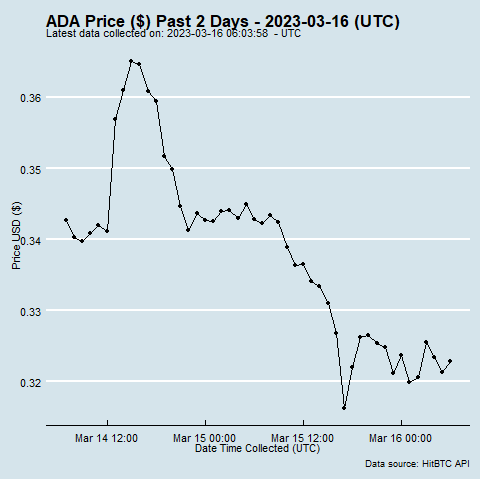 ADA Price ($) Past 2 Days - 2023-03-16 (UTC)
Latest data collected on: 2023-03-16 06:03:58 - UTC
0.36
0.35
0.34
0.33
0.32
Price USD ($)
Mar 14 12:00 Mar 15 00:00 Mar 15 12:00 Mar 16 00:00
Date Time Collected (UTC)
Data source: HitBTC API